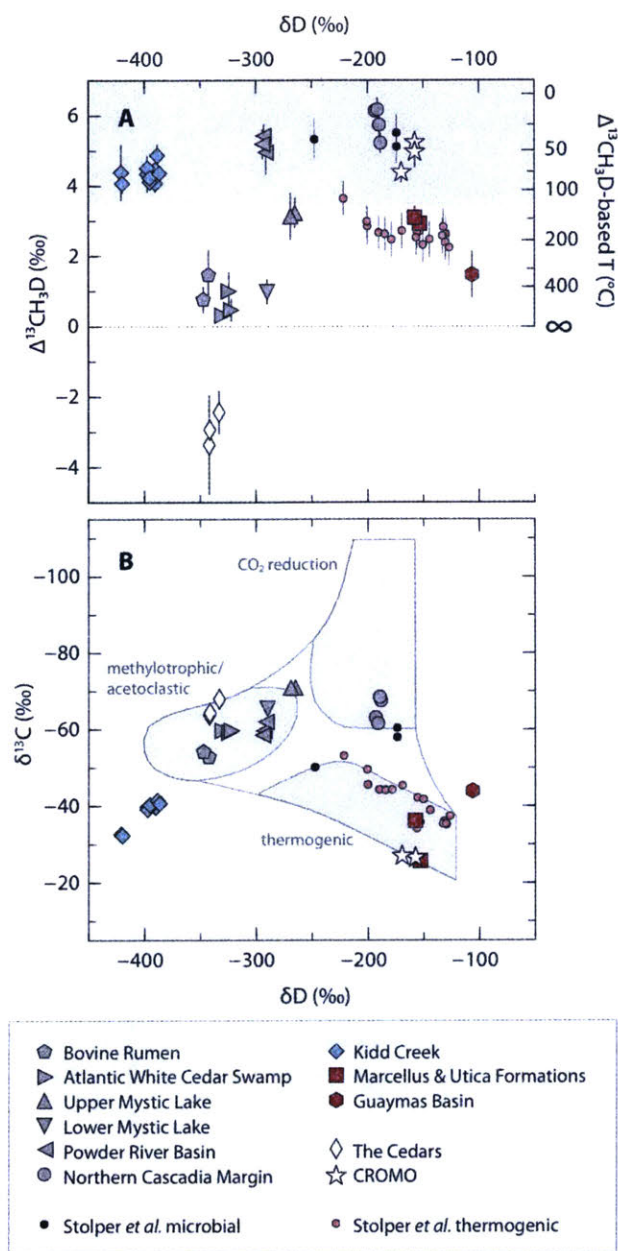 δD (‰)
−400 −300 −200 −100
A
6
4
2
0
−2
−4
Δ¹³CH₃D (‰)
0
50
100
200
400
∞
Δ¹³CH₃D-based T (°C)
B
CO₂ reduction
methylotrophic/
acetoclastic
thermogenic
−100
−80
−60
−40
−20
δ¹³C (‰)
−400 −300 −200 −100
δD (‰)
Bovine Rumen
Atlantic White Cedar Swamp
Upper Mystic Lake
Lower Mystic Lake
Powder River Basin
Northern Cascadia Margin
Stolper et al. microbial
Kidd Creek
Marcellus & Utica Formations
Guaymas Basin
The Cedars
CROMO
Stolper et al. thermogenic